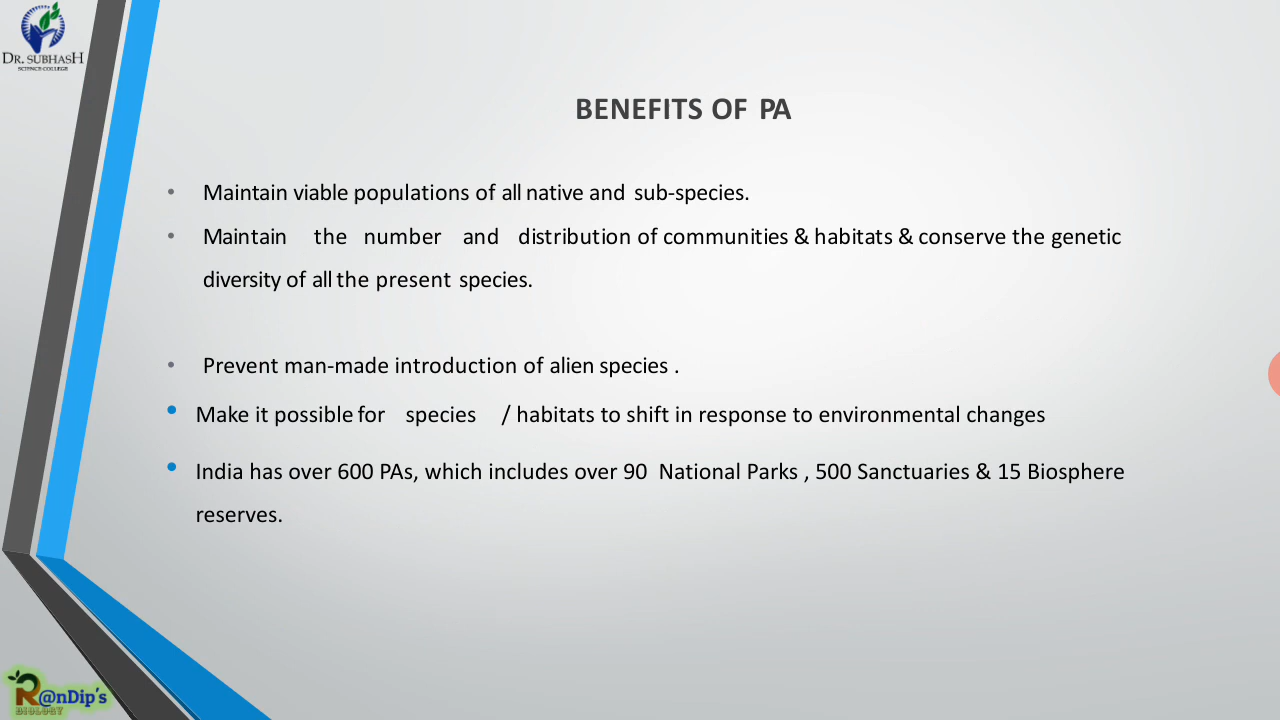 DR. SUBHASH
SCIENCE COLLEGE
BENEFITS OF PA
• Maintain viable populations of all native and sub-species.
• Maintain the number and distribution of communities & habitats & conserve the genetic
diversity of all the present species.
• Prevent man-made introduction of alien species .
• Make it possible for species / habitats to shift in response to environmental changes
• India has over 600 PAs, which includes over 90 National Parks , 500 Sanctuaries & 15 Biosphere
reserves.
R@nDip's
BIOLOGY